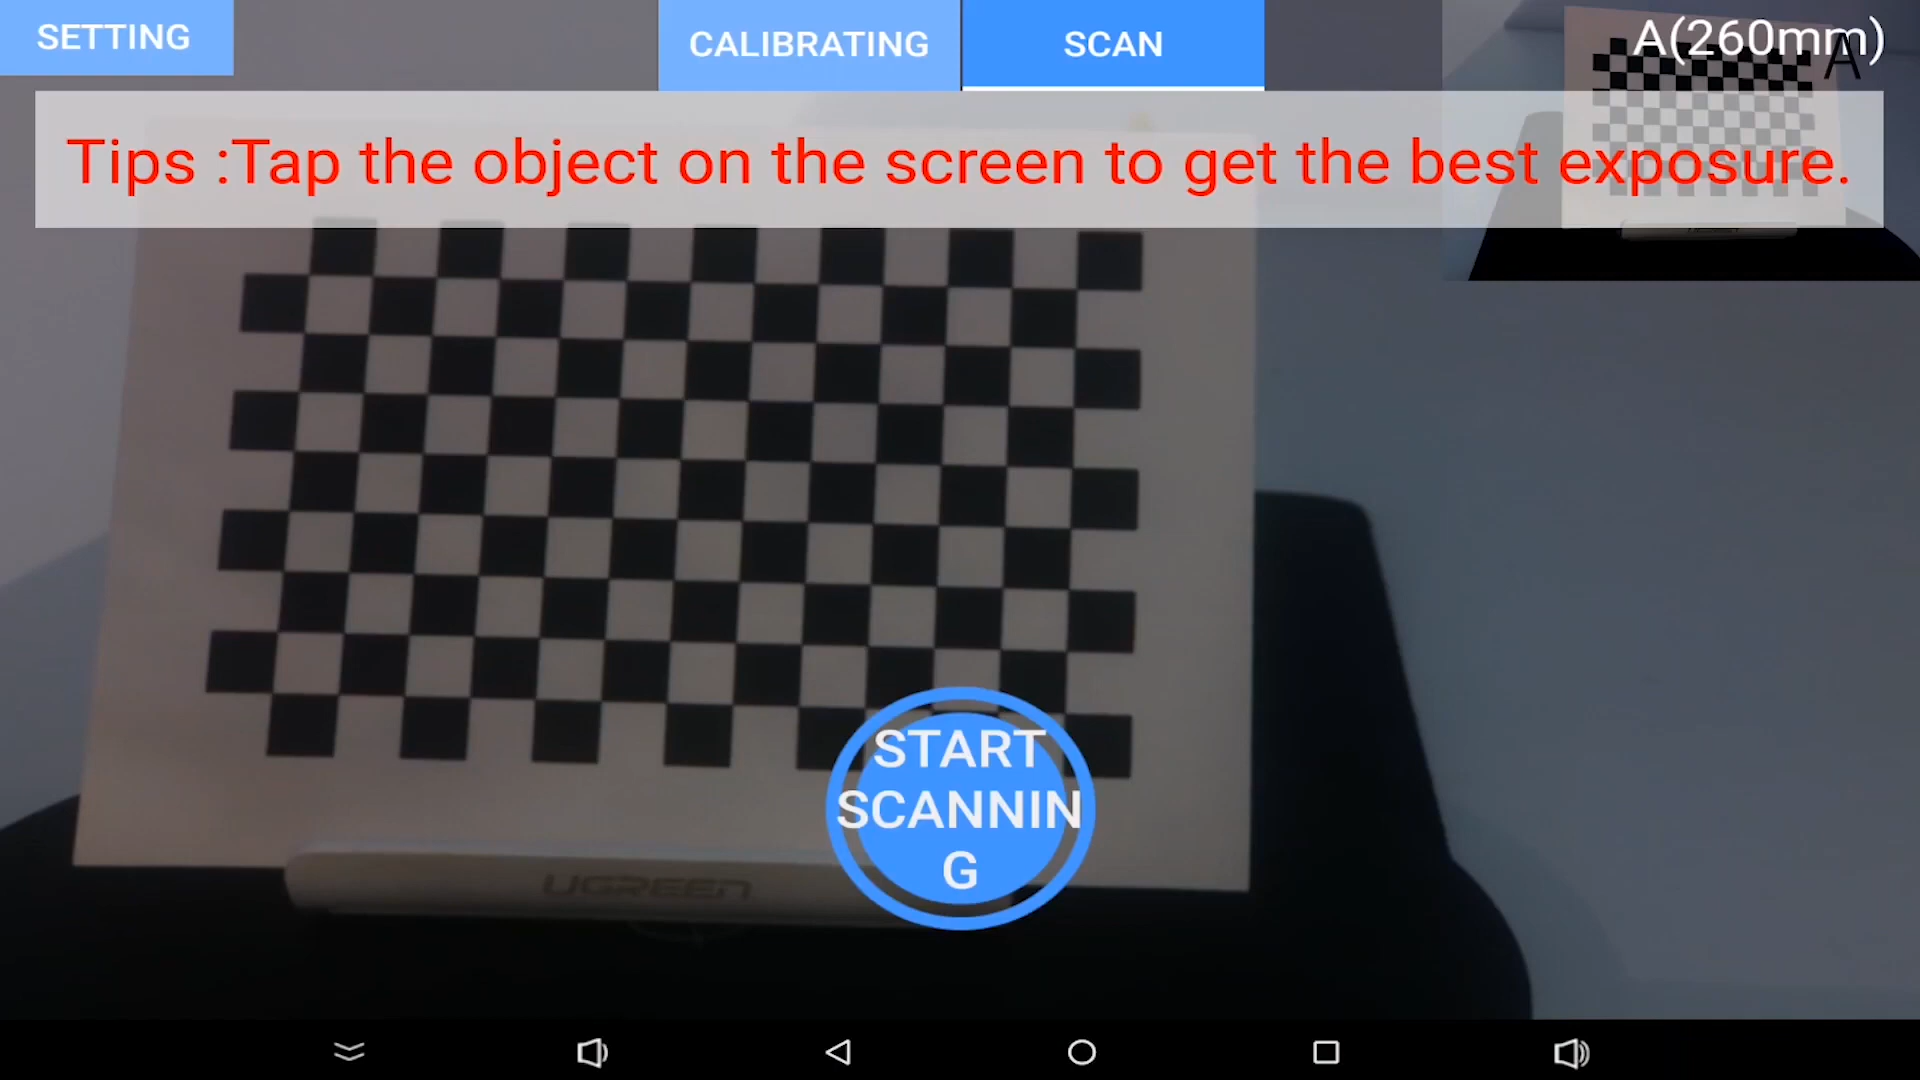 SETTING
CALIBRATING
SCAN
A(260mm)
A
Tips :Tap the object on the screen to get the best exposure.
START
SCANNIN
G
UGREEN